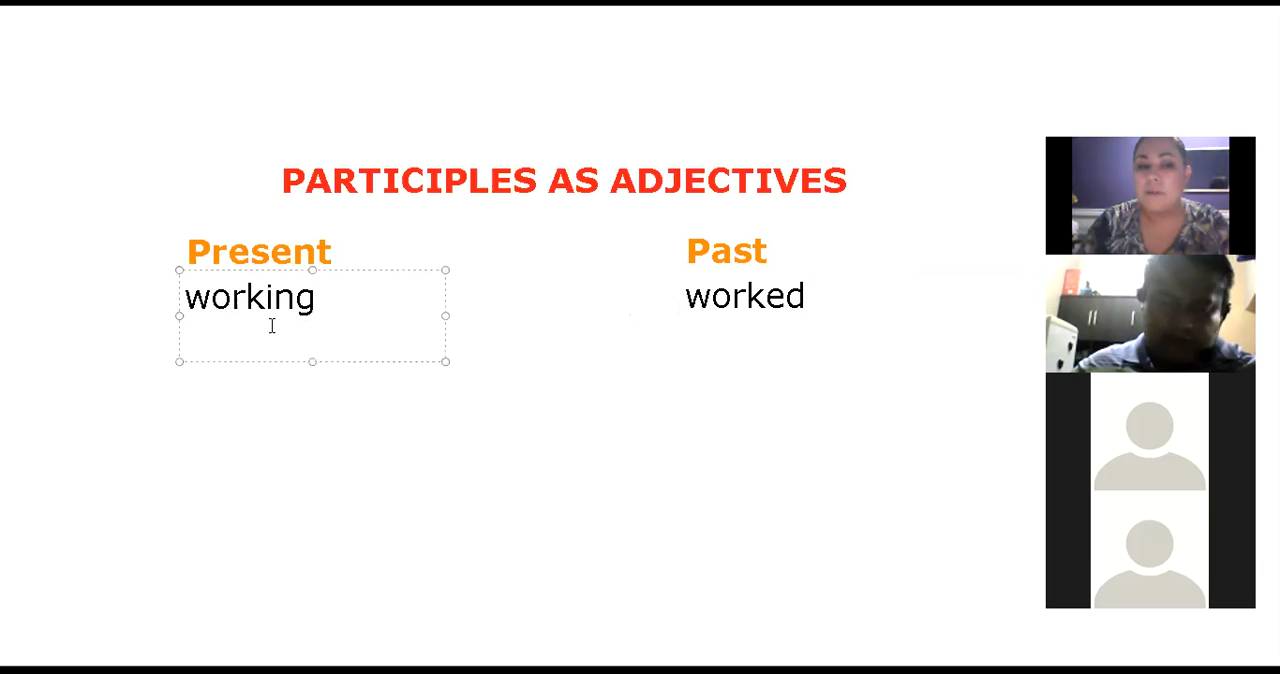 PARTICIPLES AS ADJECTIVES
Present
Past
working
worked